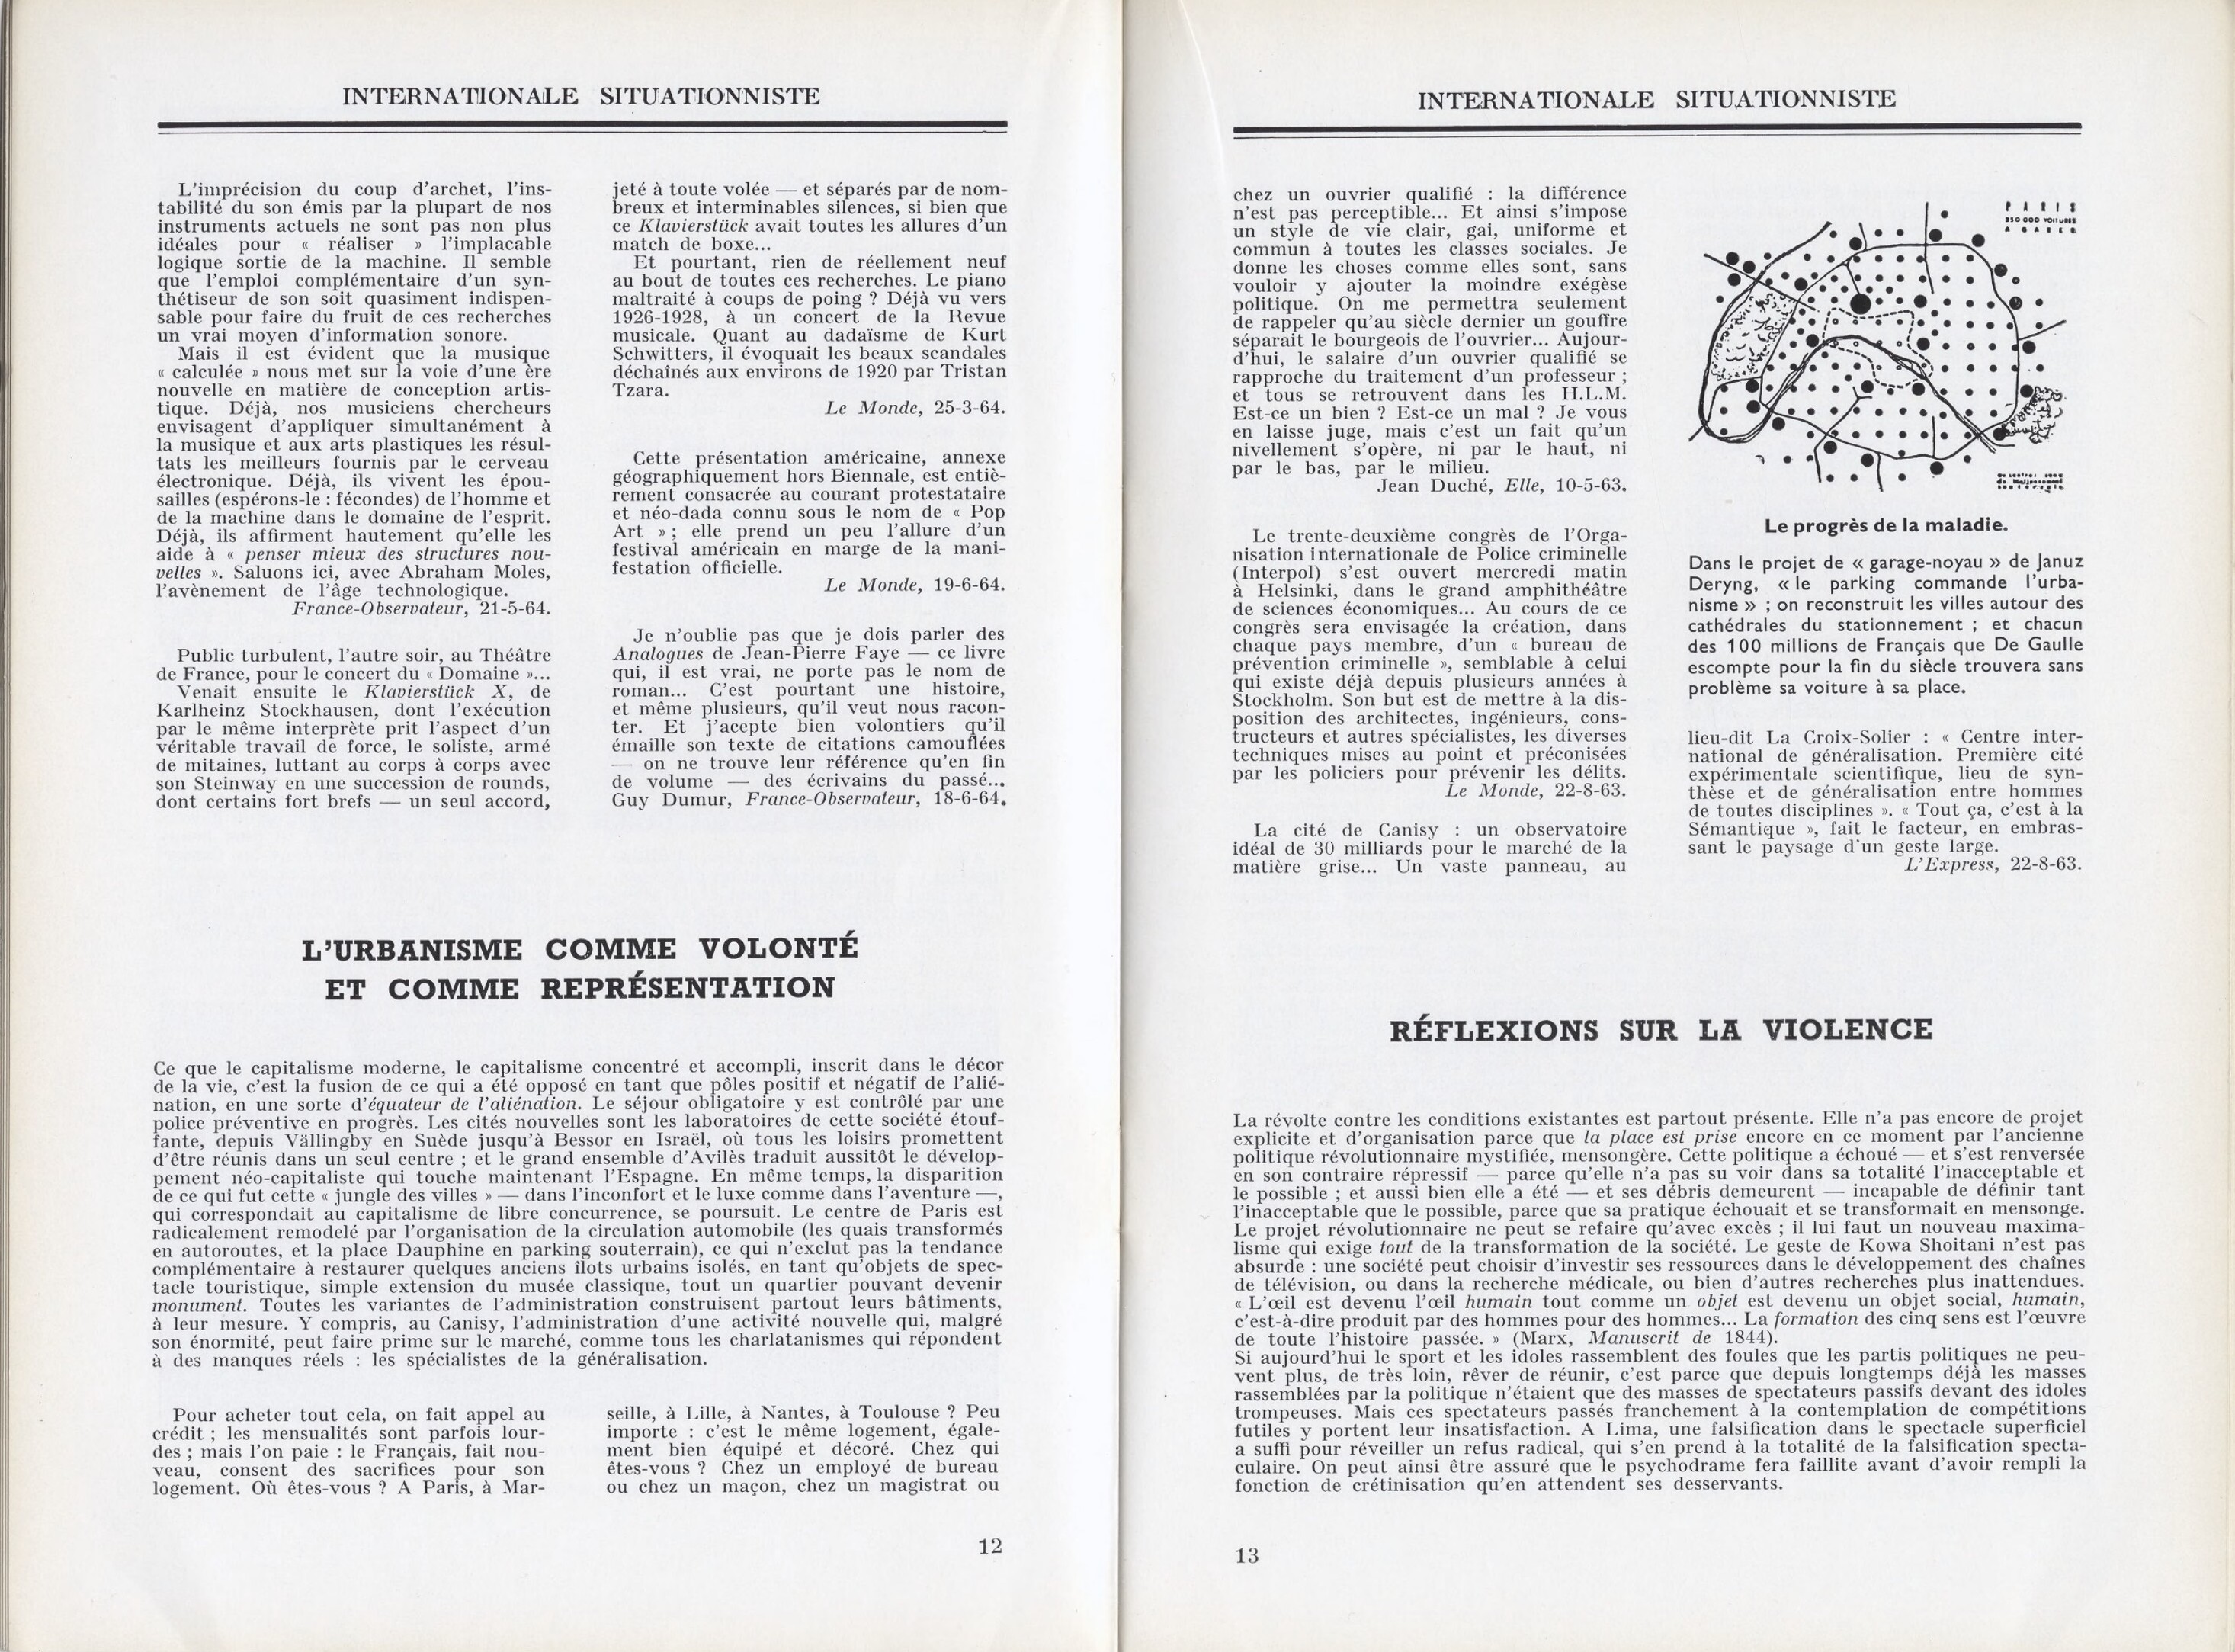 INTERNATIONALE SITUATIONNISTE
L'imprécision du coup d'archet, l'ins-
tabilité du son émis par la plupart de nos
instruments actuels ne sont pas non plus
idéales pour « réaliser » l'implacable
logique sortie de la machine. Il semble
que l'emploi complémentaire d'un syn-
thétiseur de son soit quasiment indispen-
sable pour faire du fruit de ces recherches
un vrai moyen d'information sonore.
Mais il est évident que la musique
« calculée » nous met sur la voie d'une ère
nouvelle en matière de conception artis-
tique. Déjà, nos musiciens chercheurs
envisagent d'appliquer simultanément à
la musique et aux arts plastiques les résul-
tats les meilleurs fournis par le cerveau
électronique. Déjà, ils vivent les épou-
sailles (espérons-le : fécondes) de l'homme et
de la machine dans le domaine de l'esprit.
Déjà, ils affirment hautement qu'elle les
aide à « penser mieux des structures nou-
velles ». Saluons ici, avec Abraham Moles,
l'avènement de l'âge technologique.
France-Observateur, 21-5-64.
Public turbulent, l'autre soir, au Théâtre
de France, pour le concert du « Domaine »...
Venait ensuite le Klavierstück X, de
Karlheinz Stockhausen, dont l'exécution
par le même interprète prit l'aspect d'un
véritable travail de force, le soliste, armé
de mitaines, luttant au corps à corps avec
son Steinway en une succession de rounds,
dont certains fort brefs — un seul accord,
jeté à toute volée — et séparés par de nom-
breux et interminables silences, si bien que
ce Klavierstück avait toutes les allures d'un
match de boxe...
Et pourtant, rien de réellement neuf
au bout de toutes ces recherches. Le piano
maltraité à coups de poing ? Déjà vu vers
1926-1928, à un concert de la Revue
musicale. Quant au dadaïsme de Kurt
Schwitters, il évoquait les beaux scandales
déchaînés aux environs de 1920 par Tristan
Tzara.
Le Monde, 25-3-64.
Cette présentation américaine, annexe
géographiquement hors Biennale, est entiè-
rement consacrée au courant protestataire
et néo-dada connu sous le nom de « Pop
Art » ; elle prend un peu l'allure d'un
festival américain en marge de la mani-
festation officielle.
Le Monde, 19-6-64.
Je n'oublie pas que je dois parler des
Analogues de Jean-Pierre Faye — ce livre
qui, il est vrai, ne porte pas le nom de
roman... C'est pourtant une histoire,
et même plusieurs, qu'il veut nous racon-
ter. Et j'acepte bien volontiers qu'il
émaille son texte de citations camouflées
— on ne trouve leur référence qu'en fin
de volume — des écrivains du passé...
Guy Dumur, France-Observateur, 18-6-64.
L'URBANISME COMME VOLONTÉ
ET COMME REPRÉSENTATION
Ce que le capitalisme moderne, le capitalisme concentré et accompli, inscrit dans le décor
de la vie, c'est la fusion de ce qui a été opposé en tant que pôles positif et négatif de l'alié-
nation, en une sorte d'équateur de l'aliénation. Le séjour obligatoire y est contrôlé par une
police préventive en progrès. Les cités nouvelles sont les laboratoires de cette société étouf-
fante, depuis Vällingby en Suède jusqu'à Bessor en Israël, où tous les loisirs promettent
d'être réunis dans un seul centre ; et le grand ensemble d'Avilès traduit aussitôt le dévelop-
pement néo-capitaliste qui touche maintenant l'Espagne. En même temps, la disparition
de ce qui fut cette « jungle des villes » — dans l'inconfort et le luxe comme dans l'aventure —,
qui correspondait au capitalisme de libre concurrence, se poursuit. Le centre de Paris est
radicalement remodelé par l'organisation de la circulation automobile (les quais transformés
en autoroutes, et la place Dauphine en parking souterrain), ce qui n'exclut pas la tendance
complémentaire à restaurer quelques anciens îlots urbains isolés, en tant qu'objets de spec-
tacle touristique, simple extension du musée classique, tout un quartier pouvant devenir
monument. Toutes les variantes de l'administration construisent partout leurs bâtiments,
à leur mesure. Y compris, au Canisy, l'administration d'une activité nouvelle qui, malgré
son énormité, peut faire prime sur le marché, comme tous les charlatanismes qui répondent
à des manques réels : les spécialistes de la généralisation.
Pour acheter tout cela, on fait appel au
crédit ; les mensualités sont parfois lour-
des ; mais l'on paie : le Français, fait nou-
veau, consent des sacrifices pour son
logement. Où êtes-vous ? A Paris, à Mar-
seille, à Lille, à Nantes, à Toulouse ? Peu
importe : c'est le même logement, égale-
ment bien équipé et décoré. Chez qui
êtes-vous ? Chez un employé de bureau
ou chez un maçon, chez un magistrat ou
12
INTERNATIONALE SITUATIONNISTE
chez un ouvrier qualifié : la différence
n'est pas perceptible... Et ainsi s'impose
un style de vie clair, gai, uniforme et
commun à toutes les classes sociales. Je
donne les choses comme elles sont, sans
vouloir y ajouter la moindre exégèse
politique. On me permettra seulement
de rappeler qu'au siècle dernier un gouffre
séparait le bourgeois de l'ouvrier... Aujour-
d'hui, le salaire d'un ouvrier qualifié se
rapproche du traitement d'un professeur ;
et tous se retrouvent dans les H.L.M.
Est-ce un bien ? Est-ce un mal ? Je vous
en laisse juge, mais c'est un fait qu'un
nivellement s'opère, ni par le haut, ni
par le bas, par le milieu.
Jean Duché, Elle, 10-5-63.
Le trente-deuxième congrès de l'Orga-
nisation internationale de Police criminelle
(Interpol) s'est ouvert mercredi matin
à Helsinki, dans le grand amphithéâtre
de sciences économiques... Au cours de ce
congrès sera envisagée la création, dans
chaque pays membre, d'un « bureau de
prévention criminelle », semblable à celui
qui existe déjà depuis plusieurs années à
Stockholm. Son but est de mettre à la dis-
position des architectes, ingénieurs, cons-
tructeurs et autres spécialistes, les diverses
techniques mises au point et préconisées
par les policiers pour prévenir les délits.
Le Monde, 22-8-63.
La cité de Canisy : un observatoire
idéal de 30 milliards pour le marché de la
matière grise... Un vaste panneau, au
PARIS
350 000 VOITURES
A GARER
Le progrès de la maladie.
Dans le projet de « garage-noyau » de Januz
Deryng, « le parking commande l'urba-
nisme » ; on reconstruit les villes autour des
cathédrales du stationnement ; et chacun
des 100 millions de Français que De Gaulle
escompte pour la fin du siècle trouvera sans
problème sa voiture à sa place.
lieu-dit La Croix-Solier : « Centre inter-
national de généralisation. Première cité
expérimentale scientifique, lieu de syn-
thèse et de généralisation entre hommes
de toutes disciplines ». « Tout ça, c'est à la
Sémantique », fait le facteur, en embras-
sant le paysage d'un geste large.
L'Express, 22-8-63.
RÉFLEXIONS SUR LA VIOLENCE
La révolte contre les conditions existantes est partout présente. Elle n'a pas encore de projet
explicite et d'organisation parce que la place est prise encore en ce moment par l'ancienne
politique révolutionnaire mystifiée, mensongère. Cette politique a échoué — et s'est renversée
en son contraire répressif — parce qu'elle n'a pas su voir dans sa totalité l'inacceptable et
le possible ; et aussi bien elle a été — et ses débris demeurent — incapable de définir tant
l'inacceptable que le possible, parce que sa pratique échouait et se transformait en mensonge.
Le projet révolutionnaire ne peut se refaire qu'avec excès ; il lui faut un nouveau maxima-
lisme qui exige tout de la transformation de la société. Le geste de Kowa Shoitani n'est pas
absurde : une société peut choisir d'investir ses ressources dans le développement des chaînes
de télévision, ou dans la recherche médicale, ou bien d'autres recherches plus inattendues.
« L'œil est devenu l'œil humain tout comme un objet est devenu un objet social, humain,
c'est-à-dire produit par des hommes pour des hommes... La formation des cinq sens est l'œuvre
de toute l'histoire passée. » (Marx, Manuscrit de 1844).
Si aujourd'hui le sport et les idoles rassemblent des foules que les partis politiques ne peu-
vent plus, de très loin, rêver de réunir, c'est parce que depuis longtemps déjà les masses
rassemblées par la politique n'étaient que des masses de spectateurs passifs devant des idoles
trompeuses. Mais ces spectateurs passés franchement à la contemplation de compétitions
futiles y portent leur insatisfaction. A Lima, une falsification dans le spectacle superficiel
a suffi pour réveiller un refus radical, qui s'en prend à la totalité de la falsification specta-
culaire. On peut ainsi être assuré que le psychodrame fera faillite avant d'avoir rempli la
fonction de crétinisation qu'en attendent ses desservants.
13